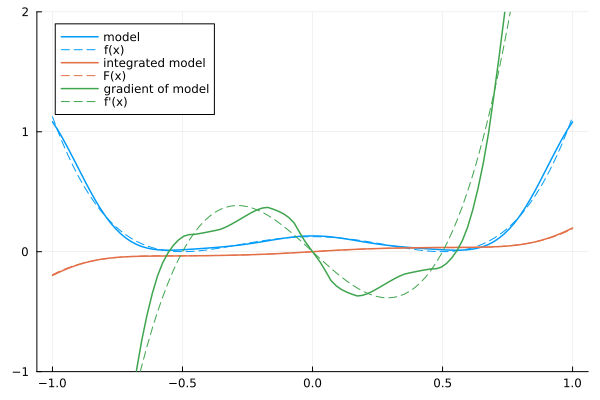 2
model
f(x)
integrated model
F(x)
gradient of model
f'(x)
1
0
−1
−1.0
−0.5
0.0
0.5
1.0